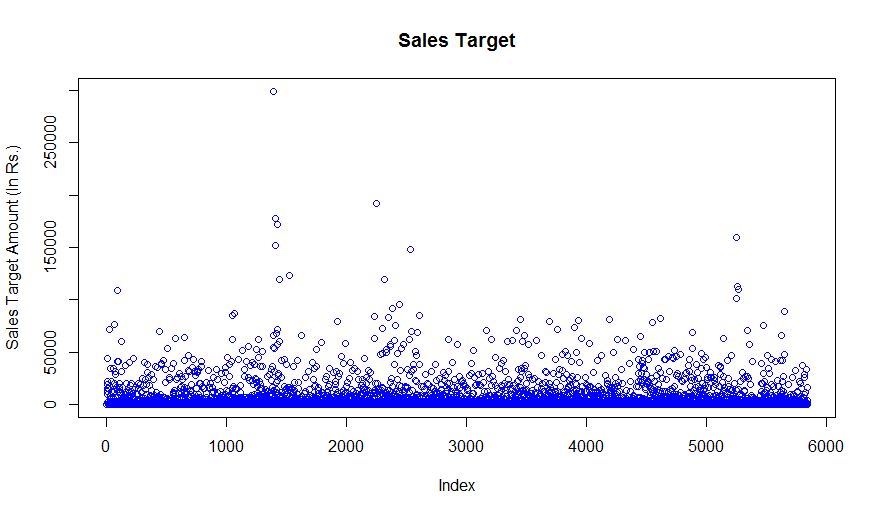 Sales Target
Sales Target Amount (In Rs.)
250000
150000
50000
0
0 1000 2000 3000 4000 5000 6000
Index